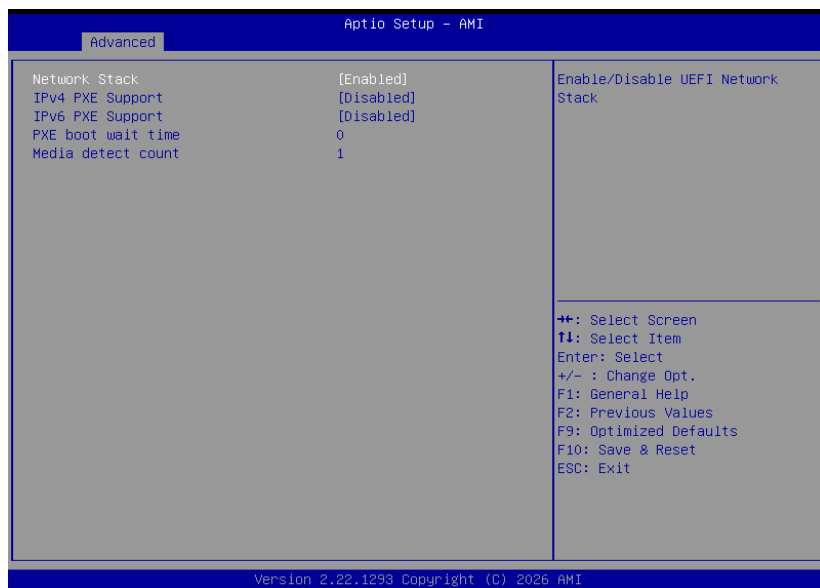 Aptio Setup – AMI
Advanced
Network Stack [Enabled]
IPv4 PXE Support [Disabled]
IPv6 PXE Support [Disabled]
PXE boot wait time 0
Media detect count 1
Enable/Disable UEFI Network
Stack
→←: Select Screen
↑↓: Select Item
Enter: Select
+/– : Change Opt.
F1: General Help
F2: Previous Values
F9: Optimized Defaults
F10: Save & Reset
ESC: Exit
Version 2.22.1293 Copyright (C) 2026 AMI